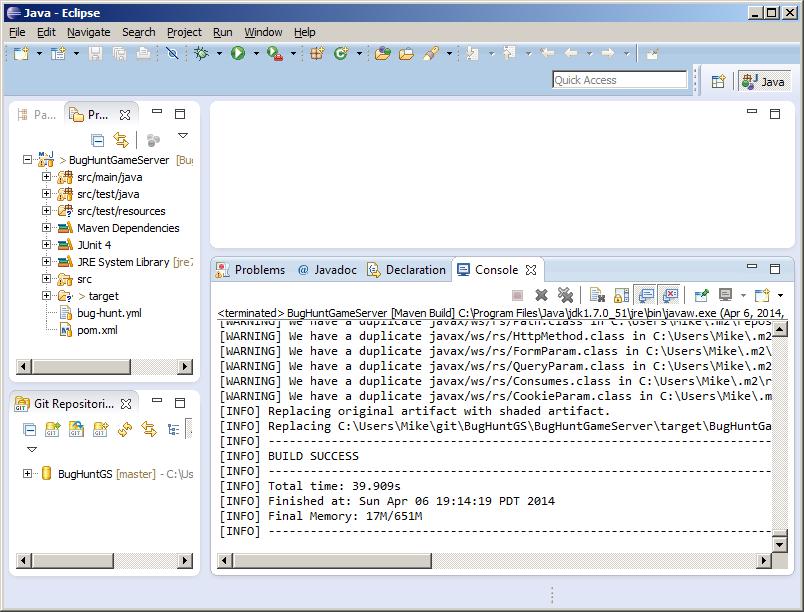 Java - Eclipse
File Edit Navigate Search Project Run Window Help
Quick Access
Java
Pa...
Pr...
> BugHuntGameServer [Bu
src/main/java
src/test/java
src/test/resources
Maven Dependencies
JUnit 4
JRE System Library [jre7
src
> target
bug-hunt.yml
pom.xml
Git Repositori...
BugHuntGS [master] - C:\Us
Problems @ Javadoc Declaration Console
<terminated> BugHuntGameServer [Maven Build] C:\Program Files\Java\jdk1.7.0_51\jre\bin\javaw.exe (Apr 6, 2014,
[WARNING] We have a duplicate javax/ws/rs/Path.class in C:\Users\Mike\.m2\repos
[WARNING] We have a duplicate javax/ws/rs/HttpMethod.class in C:\Users\Mike\.m2
[WARNING] We have a duplicate javax/ws/rs/FormParam.class in C:\Users\Mike\.m2\
[WARNING] We have a duplicate javax/ws/rs/QueryParam.class in C:\Users\Mike\.m2
[WARNING] We have a duplicate javax/ws/rs/Consumes.class in C:\Users\Mike\.m2\r
[WARNING] We have a duplicate javax/ws/rs/CookieParam.class in C:\Users\Mike\.m
[INFO] Replacing original artifact with shaded artifact.
[INFO] Replacing C:\Users\Mike\git\BugHuntGS\BugHuntGameServer\target\BugHuntGa
[INFO] ------------------------------------------------------------------------
[INFO] BUILD SUCCESS
[INFO] ------------------------------------------------------------------------
[INFO] Total time: 39.909s
[INFO] Finished at: Sun Apr 06 19:14:19 PDT 2014
[INFO] Final Memory: 17M/651M
[INFO] ------------------------------------------------------------------------